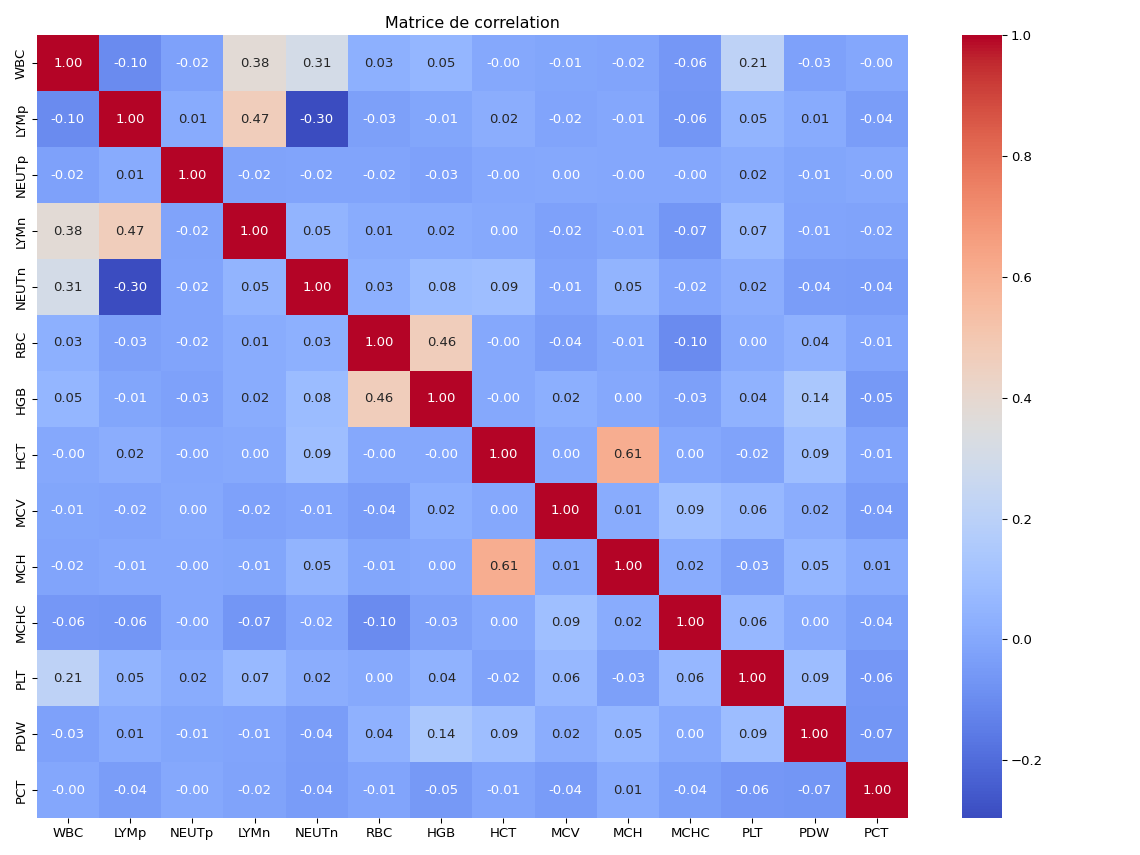 Matrice de correlation
WBC 1.00 -0.10 -0.02 0.38 0.31 0.03 0.05 -0.00 -0.01 -0.02 -0.06 0.21 -0.03 -0.00
LYMp -0.10 1.00 0.01 0.47 -0.30 -0.03 -0.01 0.02 -0.02 -0.01 -0.06 0.05 0.01 -0.04
NEUTp -0.02 0.01 1.00 -0.02 -0.02 -0.02 -0.03 -0.00 0.00 -0.00 -0.00 0.02 -0.01 -0.00
LYMn 0.38 0.47 -0.02 1.00 0.05 0.01 0.02 0.00 -0.02 -0.01 -0.07 0.07 -0.01 -0.02
NEUTn 0.31 -0.30 -0.02 0.05 1.00 0.03 0.08 0.09 -0.01 0.05 -0.02 0.02 -0.04 -0.04
RBC 0.03 -0.03 -0.02 0.01 0.03 1.00 0.46 -0.00 -0.04 -0.01 -0.10 0.00 0.04 -0.01
HGB 0.05 -0.01 -0.03 0.02 0.08 0.46 1.00 -0.00 0.02 0.00 -0.03 0.04 0.14 -0.05
HCT -0.00 0.02 -0.00 0.00 0.09 -0.00 -0.00 1.00 0.00 0.61 0.00 -0.02 0.09 -0.01
MCV -0.01 -0.02 0.00 -0.02 -0.01 -0.04 0.02 0.00 1.00 0.01 0.09 0.06 0.02 -0.04
MCH -0.02 -0.01 -0.00 -0.01 0.05 -0.01 0.00 0.61 0.01 1.00 0.02 -0.03 0.05 0.01
MCHC -0.06 -0.06 -0.00 -0.07 -0.02 -0.10 -0.03 0.00 0.09 0.02 1.00 0.06 0.00 -0.04
PLT 0.21 0.05 0.02 0.07 0.02 0.00 0.04 -0.02 0.06 -0.03 0.06 1.00 0.09 -0.06
PDW -0.03 0.01 -0.01 -0.01 -0.04 0.04 0.14 0.09 0.02 0.05 0.00 0.09 1.00 -0.07
PCT -0.00 -0.04 -0.00 -0.02 -0.04 -0.01 -0.05 -0.01 -0.04 0.01 -0.04 -0.06 -0.07 1.00
WBC LYMp NEUTp LYMn NEUTn RBC HGB HCT MCV MCH MCHC PLT PDW PCT
1.0
0.8
0.6
0.4
0.2
0.0
−0.2